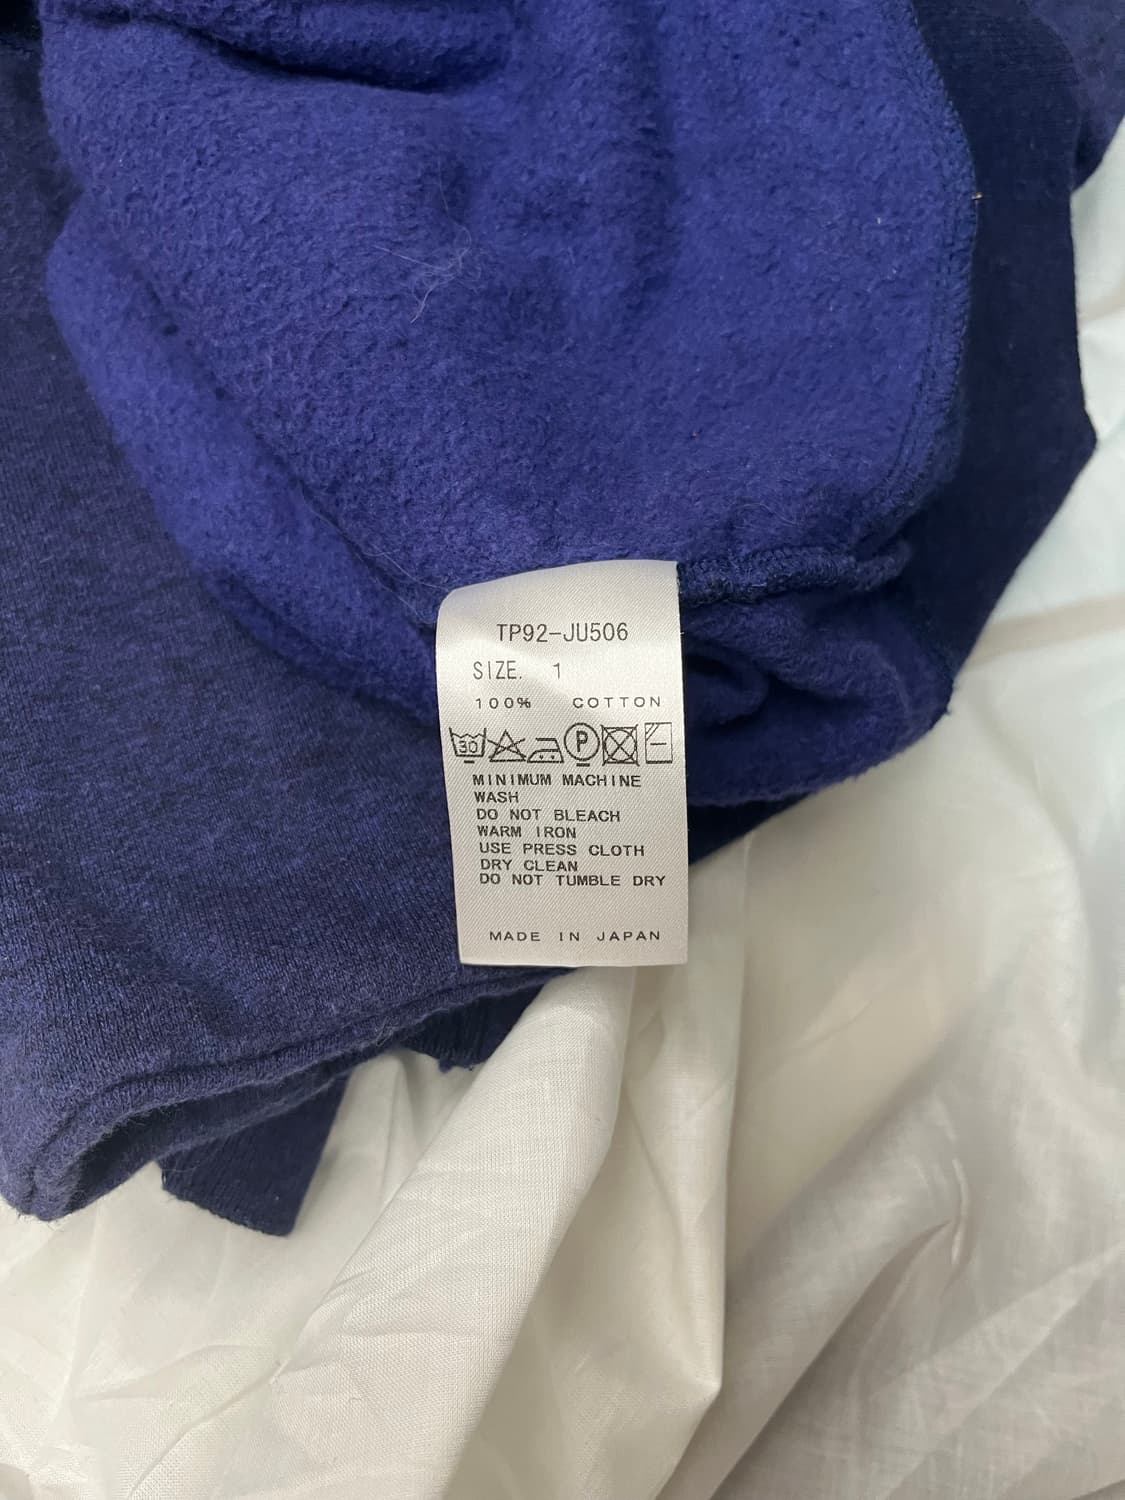 TP92-JU506
SIZE. 1
100% COTTON
30 P
MINIMUM MACHINE
WASH
DO NOT BLEACH
WARM IRON
USE PRESS CLOTH
DRY CLEAN
DO NOT TUMBLE DRY
MADE IN JAPAN